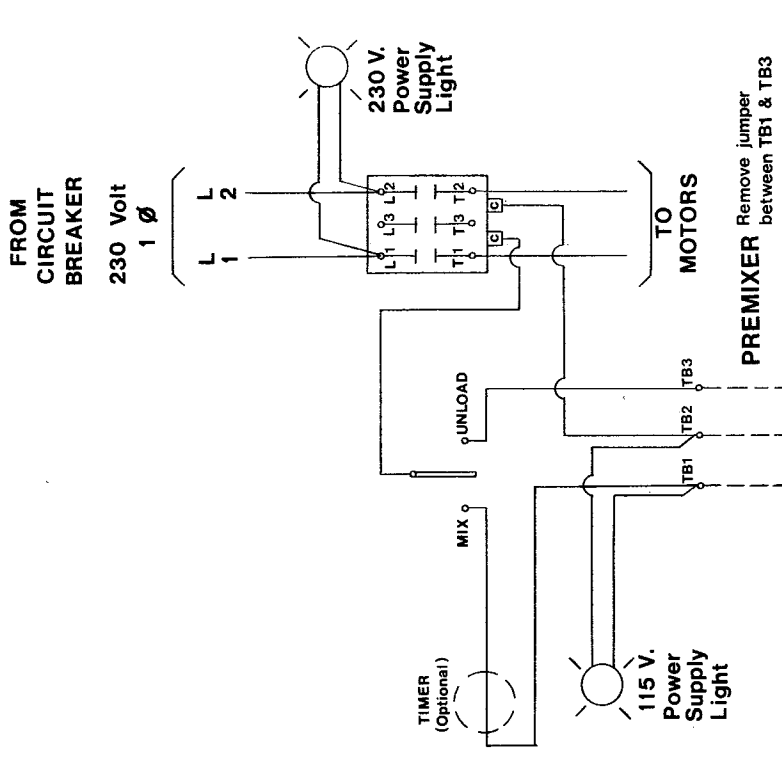 FROM
CIRCUIT
BREAKER
230 Volt
1 Ø
L
1
L
2
230 V.
Power
Supply
Light
L1
L3
L2
T1
T3
T2
C
C
TO
MOTORS
MIX
UNLOAD
TIMER
(Optional)
115 V.
Power
Supply
Light
TB1
TB2
TB3
PREMIXER Remove jumper
between TB1 & TB3